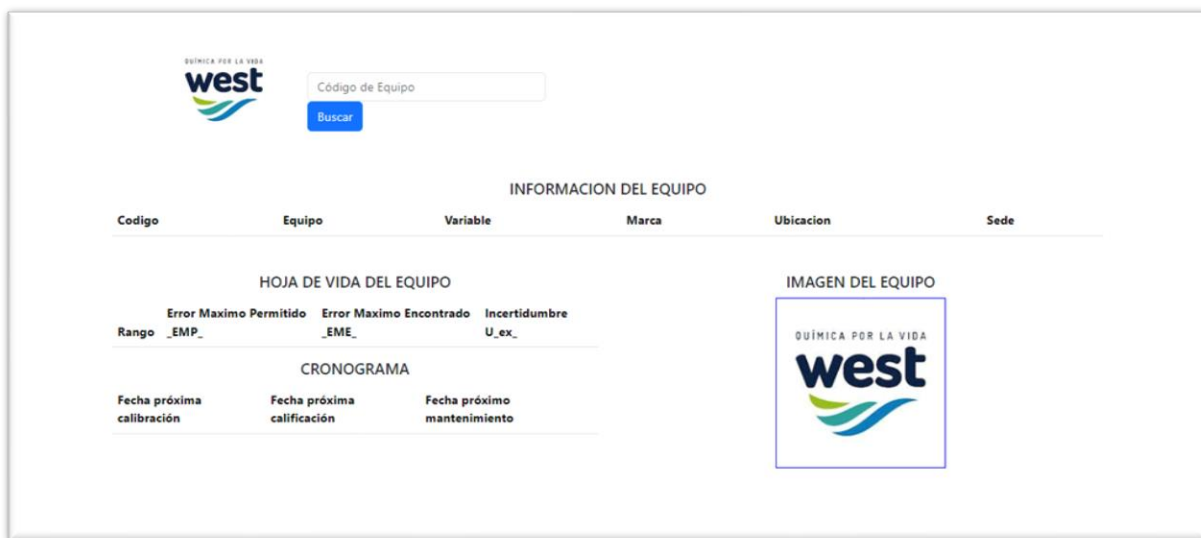 QUÍMICA POR LA VIDA
west
Código de Equipo
Buscar
INFORMACION DEL EQUIPO
Codigo Equipo Variable Marca Ubicacion Sede
HOJA DE VIDA DEL EQUIPO
Rango Error Maximo Permitido _EMP_ Error Maximo Encontrado _EME_ Incertidumbre U_ex_
CRONOGRAMA
Fecha próxima calibración Fecha próxima calificación Fecha próximo mantenimiento
IMAGEN DEL EQUIPO
QUÍMICA POR LA VIDA
west